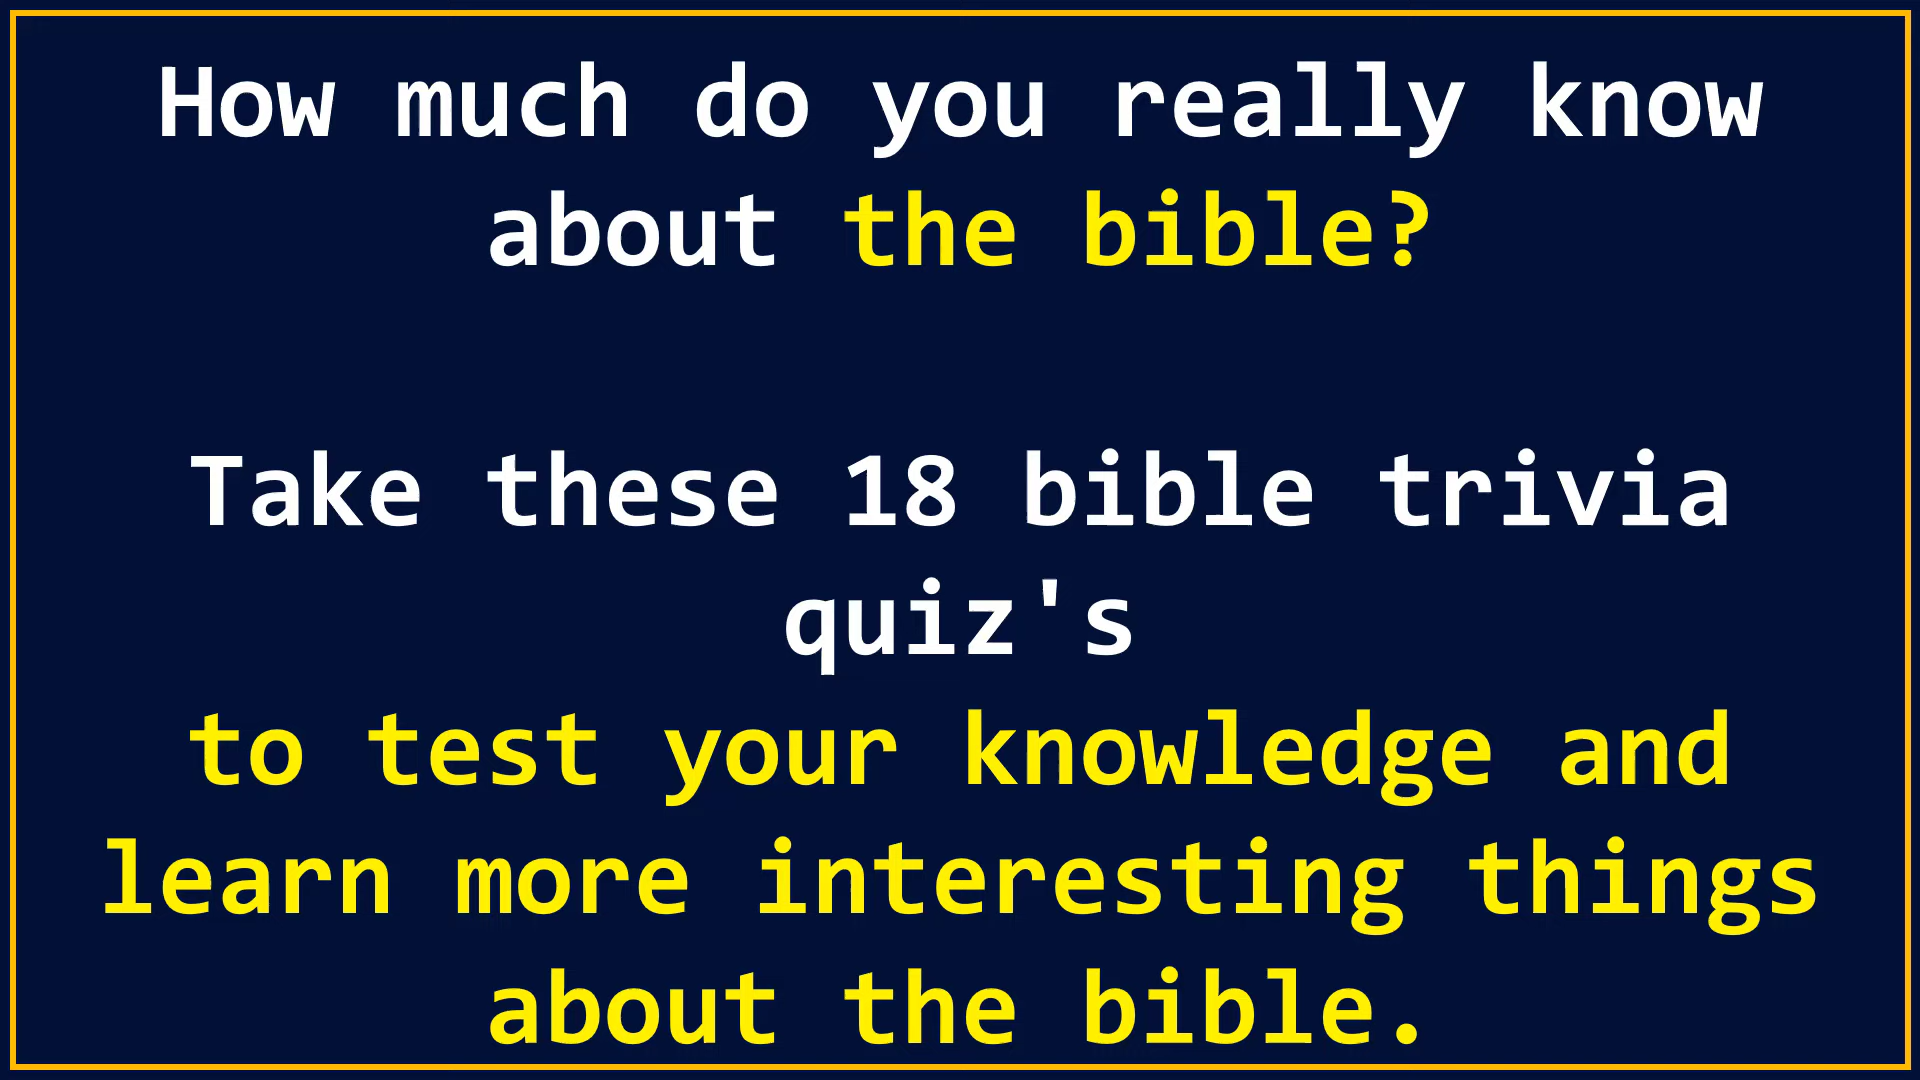 How much do you really know
about the bible?
Take these 18 bible trivia
quiz's
to test your knowledge and
learn more interesting things
about the bible.